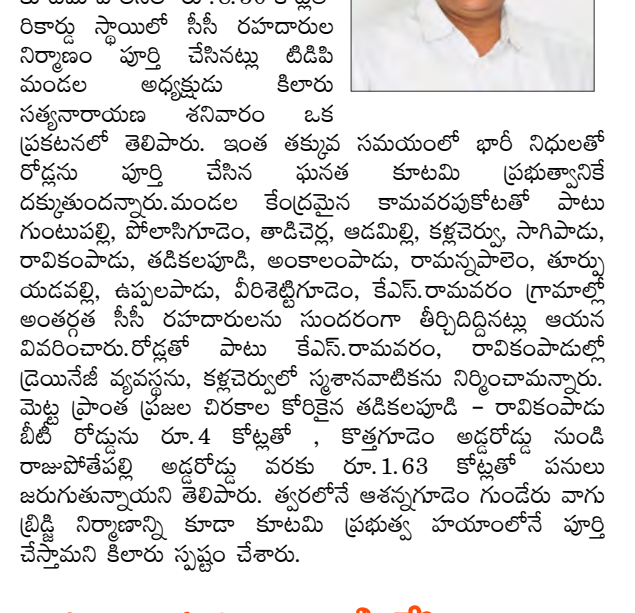 రికార్డు స్థాయిలో సీసీ రహదారుల
నిర్మాణం పూర్తి చేసినట్లు టిడిపి
మండల అధ్యక్షుడు కిలారు
సత్యనారాయణ శనివారం ఒక
ప్రకటనలో తెలిపారు. ఇంత తక్కువ సమయంలో భారీ నిధులతో
రోడ్లను పూర్తి చేసిన ఘనత కూటమి ప్రభుత్వానికే
దక్కుతుందన్నారు.మండల కేంద్రమైన కామవరపుకోటతో పాటు
గుంటుపల్లి, పోలాసిగూడెం, తాడిచెర్ల, ఆడమిల్లి, కళ్లచెర్వు, సాగిపాడు,
రావికంపాడు, తడికలపూడి, అంకాలంపాడు, రామన్నపాలెం, తూర్పు
యడవల్లి, ఉప్పలపాడు, వీరిశెట్టిగూడెం, కేఎస్.రామవరం గ్రామాల్లో
అంతర్గత సీసీ రహదారులను సుందరంగా తీర్చిదిద్దినట్లు ఆయన
వివరించారు.రోడ్లతో పాటు కేఎస్.రామవరం, రావికంపాడుల్లో
డ్రెయినేజీ వ్యవస్థను, కళ్లచెర్వులో స్మశానవాటికను నిర్మించామన్నారు.
మెట్ట ప్రాంత ప్రజల చిరకాల కోరికైన తడికలపూడి – రావికంపాడు
బీటీ రోడ్డును రూ.4 కోట్లతో , కొత్తగూడెం అడ్డరోడ్డు నుండి
రాజుపోతేపల్లి అడ్డరోడ్డు వరకు రూ.1.63 కోట్లతో పనులు
జరుగుతున్నాయని తెలిపారు. త్వరలోనే ఆశన్నగూడెం గుండేరు వాగు
బ్రిడ్జి నిర్మాణాన్ని కూడా కూటమి ప్రభుత్వ హయాంలోనే పూర్తి
చేస్తామని కిలారు స్పష్టం చేశారు.